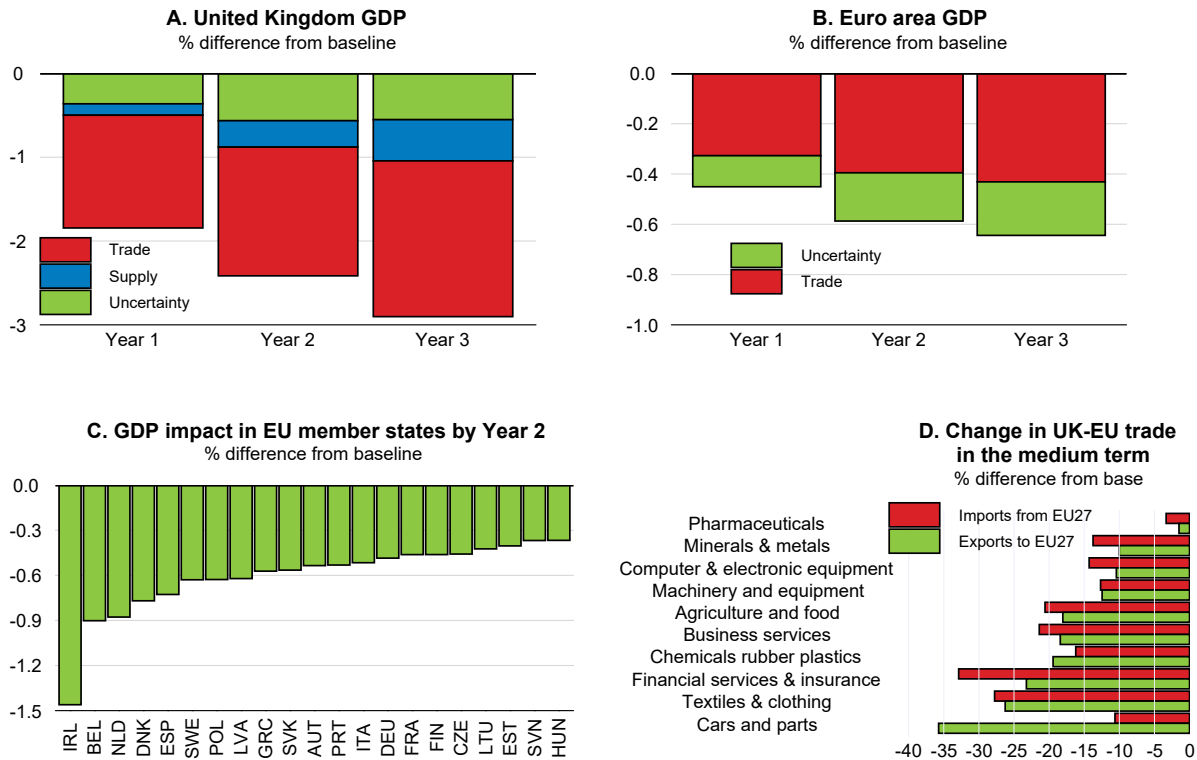 A. United Kingdom GDP
% difference from baseline
0
-1
-2
-3
Trade
Supply
Uncertainty
Year 1
Year 2
Year 3
B. Euro area GDP
% difference from baseline
0.0
-0.2
-0.4
-0.6
-0.8
-1.0
Uncertainty
Trade
Year 1
Year 2
Year 3
C. GDP impact in EU member states by Year 2
% difference from baseline
0.0
-0.3
-0.6
-0.9
-1.2
-1.5
IRL
BEL
NLD
DNK
ESP
SWE
POL
LVA
GRC
SVK
AUT
PRT
ITA
DEU
FRA
FIN
CZE
LTU
EST
SVN
HUN
D. Change in UK-EU trade
in the medium term
% difference from base
Imports from EU27
Exports to EU27
Pharmaceuticals
Minerals & metals
Computer & electronic equipment
Machinery and equipment
Agriculture and food
Business services
Chemicals rubber plastics
Financial services & insurance
Textiles & clothing
Cars and parts
-40 -35 -30 -25 -20 -15 -10 -5 0